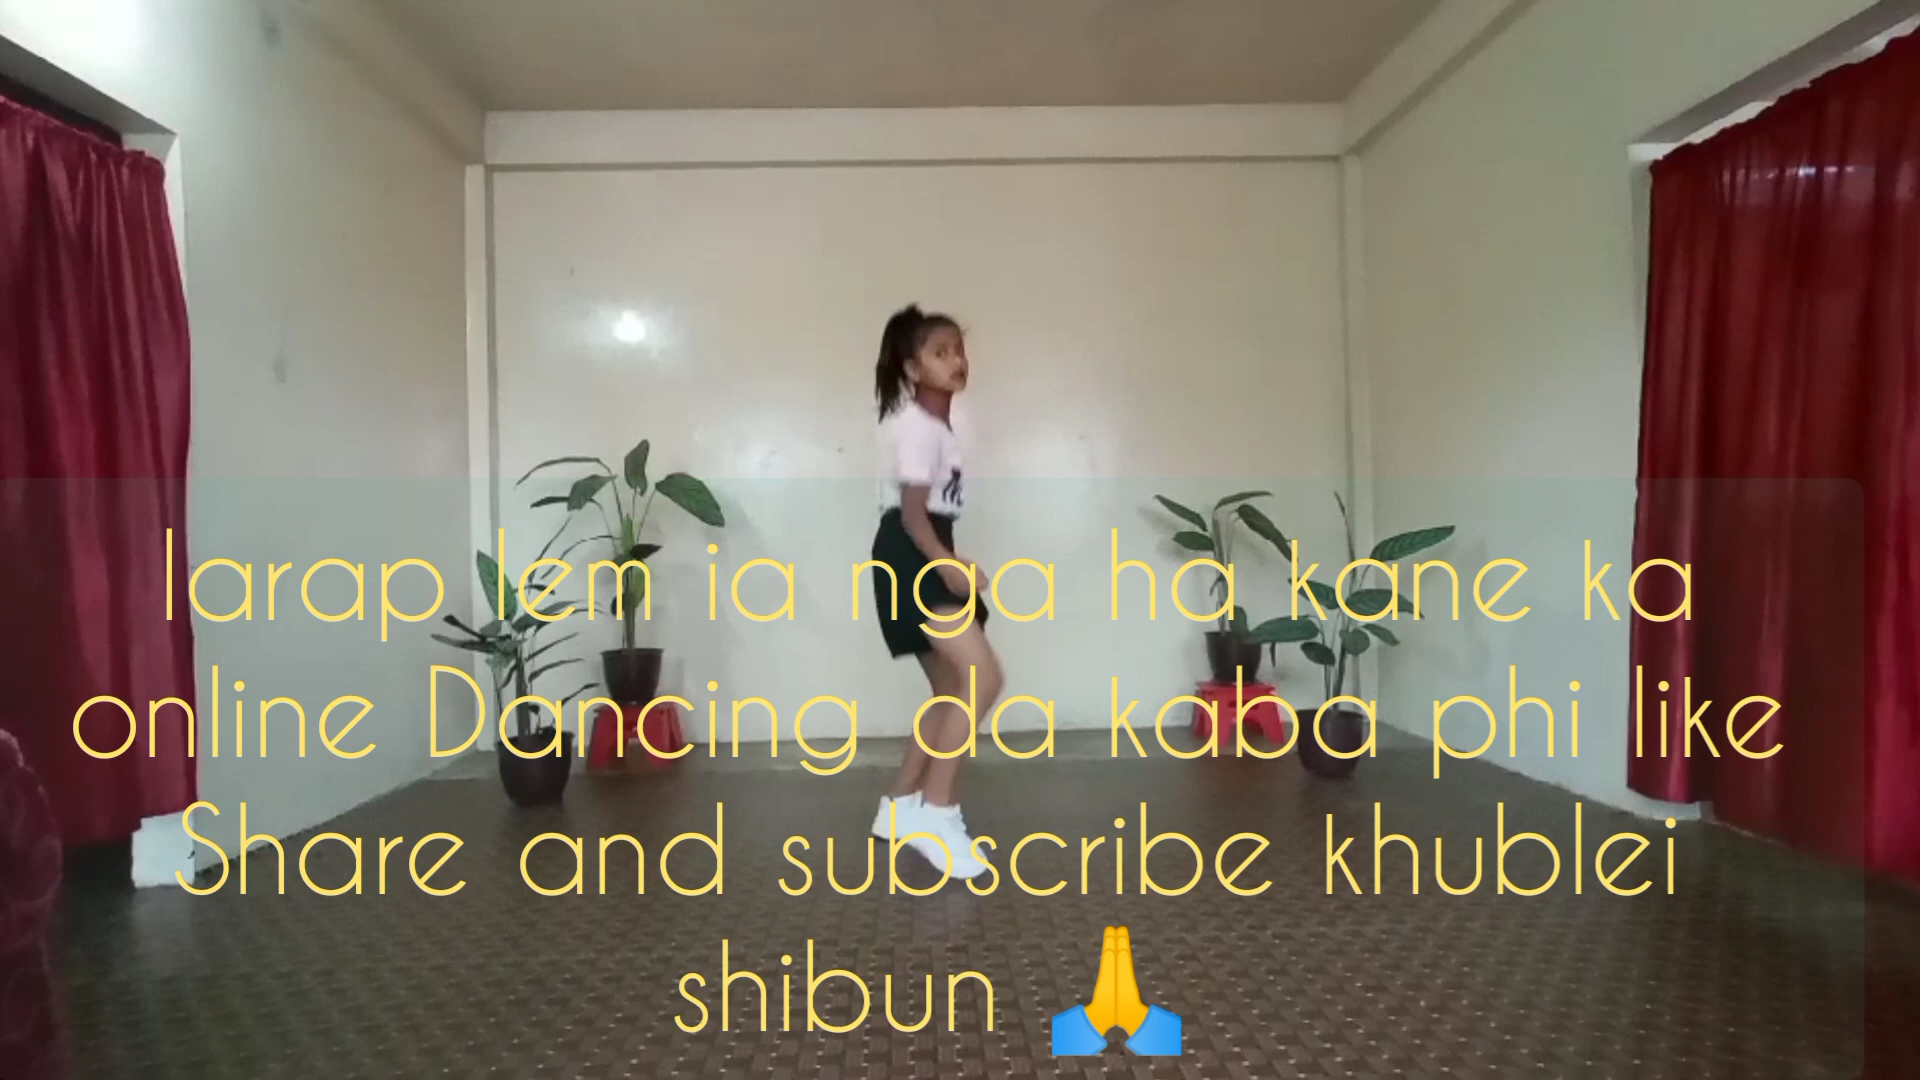 Iarap lem ia nga ha kane ka
online Dancing da kaba phi like
Share and subscribe khublei
shibun 🙏